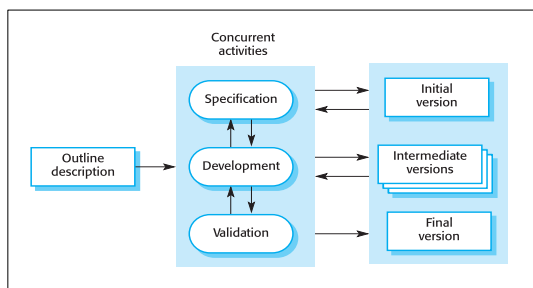 Concurrent
activities
Specification
Initial
version
Outline
description
Development
Intermediate
versions
Validation
Final
version